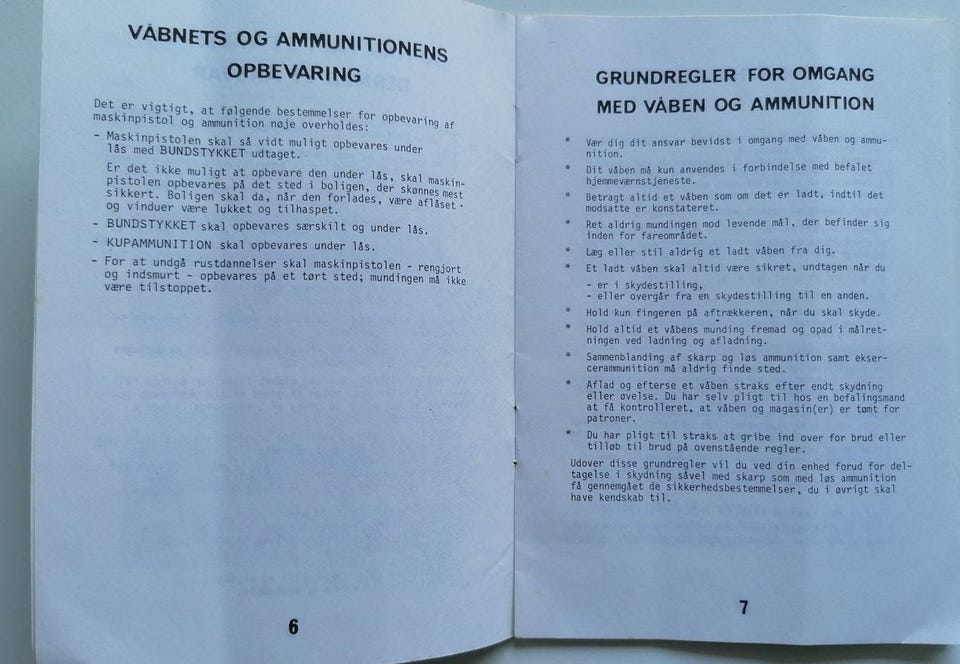 VÅBNETS OG AMMUNITIONENS
OPBEVARING
Det er vigtigt, at følgende bestemmelser for opbevaring af
maskinpistol og ammunition nøje overholdes:
- Maskinpistolen skal så vidt muligt opbevares under
lås med BUNDSTYKKET udtaget.
Er det ikke muligt at opbevare den under lås, skal maskin-
pistolen opbevares på det sted i boligen, der skønnes mest
sikkert. Boligen skal da, når den forlades, være aflåset
og vinduer være lukket og tilhaspet.
- BUNDSTYKKET skal opbevares særskilt og under lås.
- KUPAMMUNITION skal opbevares under lås.
- For at undgå rustdannelser skal maskinpistolen - rengjort
og indsmurt - opbevares på et tørt sted; mundingen må ikke
være tilstoppet.
6
GRUNDREGLER FOR OMGANG
MED VÅBEN OG AMMUNITION
* Vær dig dit ansvar bevidst i omgang med våben og ammu-
nition.
* Dit våben må kun anvendes i forbindelse med befalet
hjemmeværnstjeneste.
* Betragt altid et våben som om det er ladt, indtil det
modsatte er konstateret.
* Ret aldrig mundingen mod levende mål, der befinder sig
inden for fareområdet.
* Læg eller stil aldrig et ladt våben fra dig.
* Et ladt våben skal altid være sikret, undtagen når du
- er i skydestilling,
- eller overgår fra en skydestilling til en anden.
* Hold kun fingeren på aftrækkeren, når du skal skyde.
* Hold altid et våbens munding fremad og opad i målret-
ningen ved ladning og afladning.
* Sammenblanding af skarp og løs ammunition samt ekser-
cerammunition må aldrig finde sted.
* Aflad og efterse et våben straks efter endt skydning
eller øvelse. Du har selv pligt til hos en befalingsmand
at få kontrolleret, at våben og magasin(er) er tømt for
patroner.
* Du har pligt til straks at gribe ind over for brud eller
tilløb til brud på ovenstående regler.
Udover disse grundregler vil du ved din enhed forud for del-
tagelse i skydning såvel med skarp som med løs ammunition
få gennemgået de sikkerhedsbestemmelser, du i øvrigt skal
have kendskab til.
7